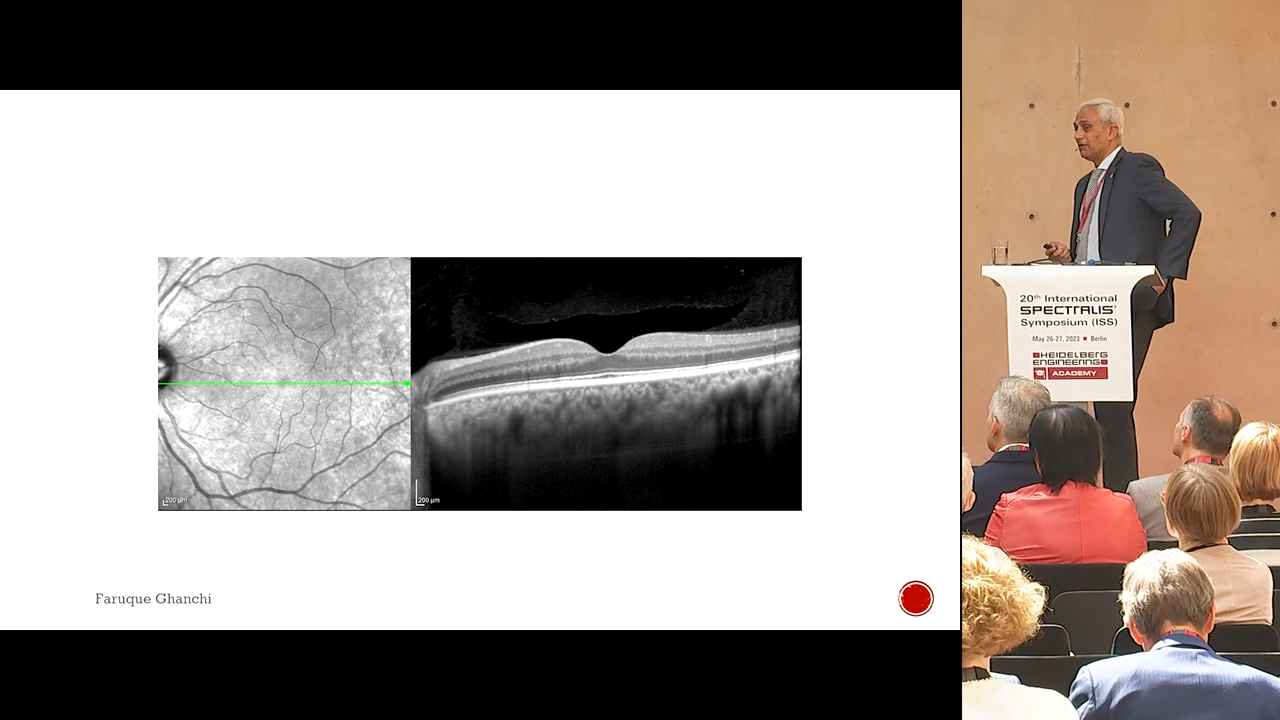 200 µm
200 µm
Faruque Ghanchi
20th International
SPECTRALIS®
Symposium (ISS)
May 26-27, 2023 ■ Berlin
HEIDELBERG
ENGINEERING
ACADEMY